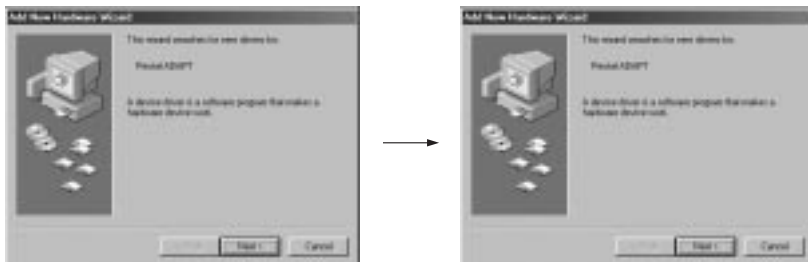 Add New Hardware Wizard
This wizard searches for new drivers for:
A device driver is a software program that makes a
hardware device work.
Next >
Cancel
Add New Hardware Wizard
This wizard searches for new drivers for:
A device driver is a software program that makes a
hardware device work.
Next >
Cancel